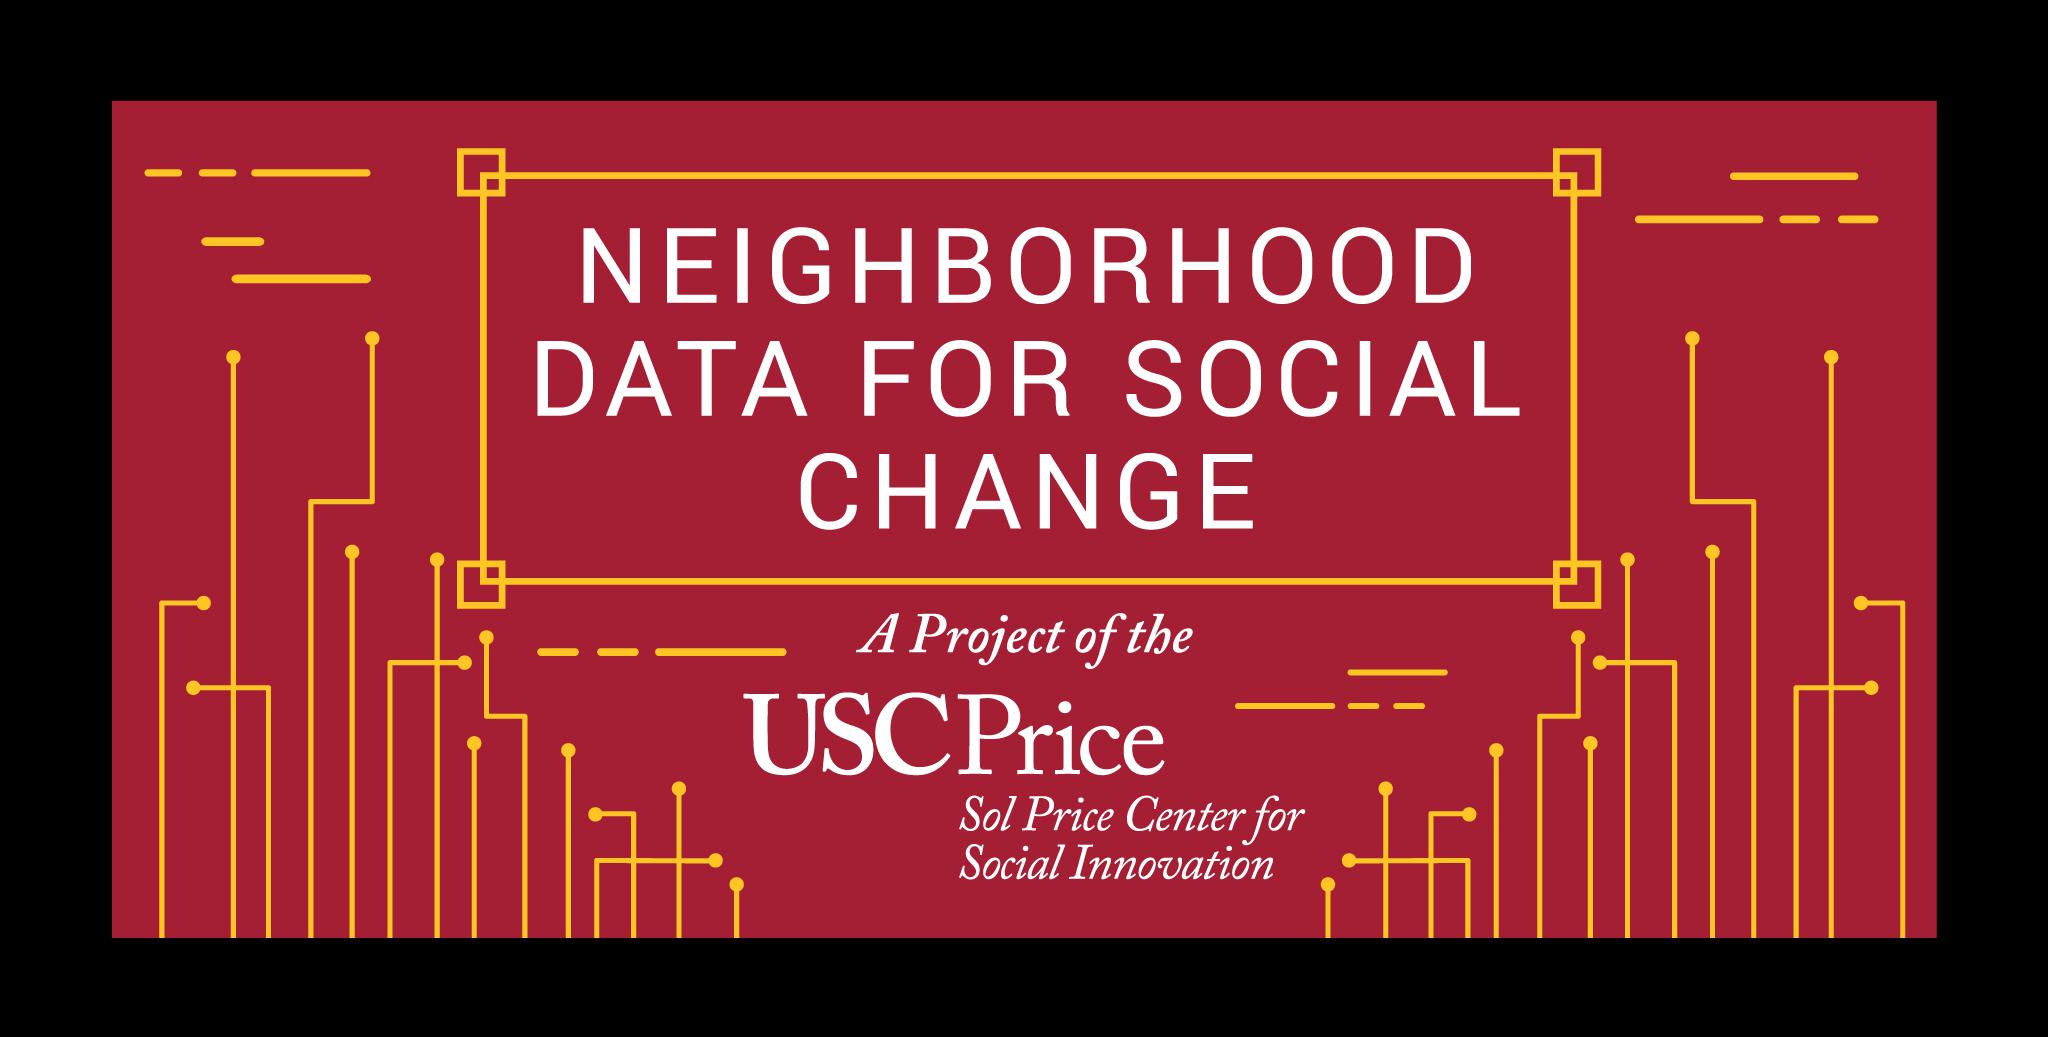 NEIGHBORHOOD
DATA FOR SOCIAL
CHANGE
A Project of the
USC Price
Sol Price Center for
Social Innovation